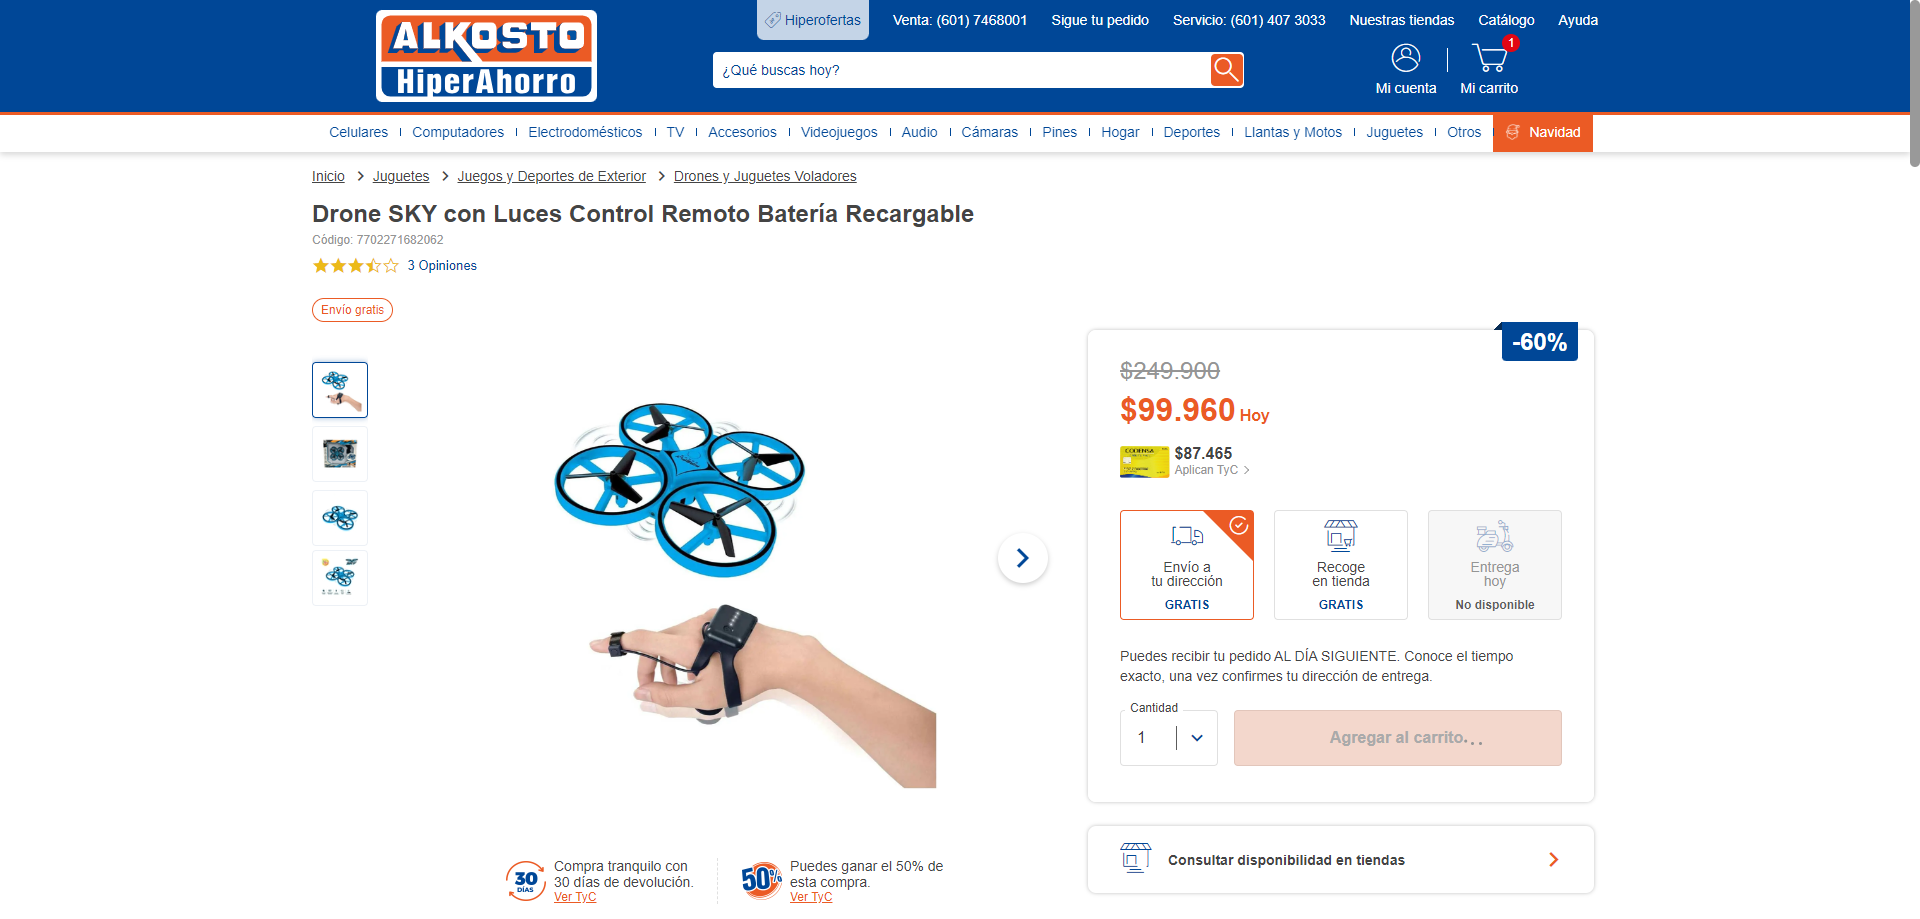 ALKOSTO
HiperAhorro
Hiperofertas
Venta: (601) 7468001
Sigue tu pedido
Servicio: (601) 407 3033
Nuestras tiendas
Catálogo
Ayuda
¿Qué buscas hoy?
1
Mi cuenta
Mi carrito
Celulares
Computadores
Electrodomésticos
TV
Accesorios
Videojuegos
Audio
Cámaras
Pines
Hogar
Deportes
Llantas y Motos
Juguetes
Otros
Navidad
Inicio
Juguetes
Juegos y Deportes de Exterior
Drones y Juguetes Voladores
Drone SKY con Luces Control Remoto Batería Recargable
Código: 7702271682062
3 Opiniones
Envío gratis
-60%
$249.900
$99.960 Hoy
CODENSA
$87.465
Aplican TyC
Envío a
tu dirección
GRATIS
Recoge
en tienda
GRATIS
Entrega
hoy
No disponible
Puedes recibir tu pedido AL DÍA SIGUIENTE. Conoce el tiempo
exacto, una vez confirmes tu dirección de entrega.
Cantidad
1
Agregar al carrito...
Consultar disponibilidad en tiendas
30
DÍAS
Compra tranquilo con
30 días de devolución.
Ver TyC
50%
Puedes ganar el 50% de
esta compra.
Ver TyC